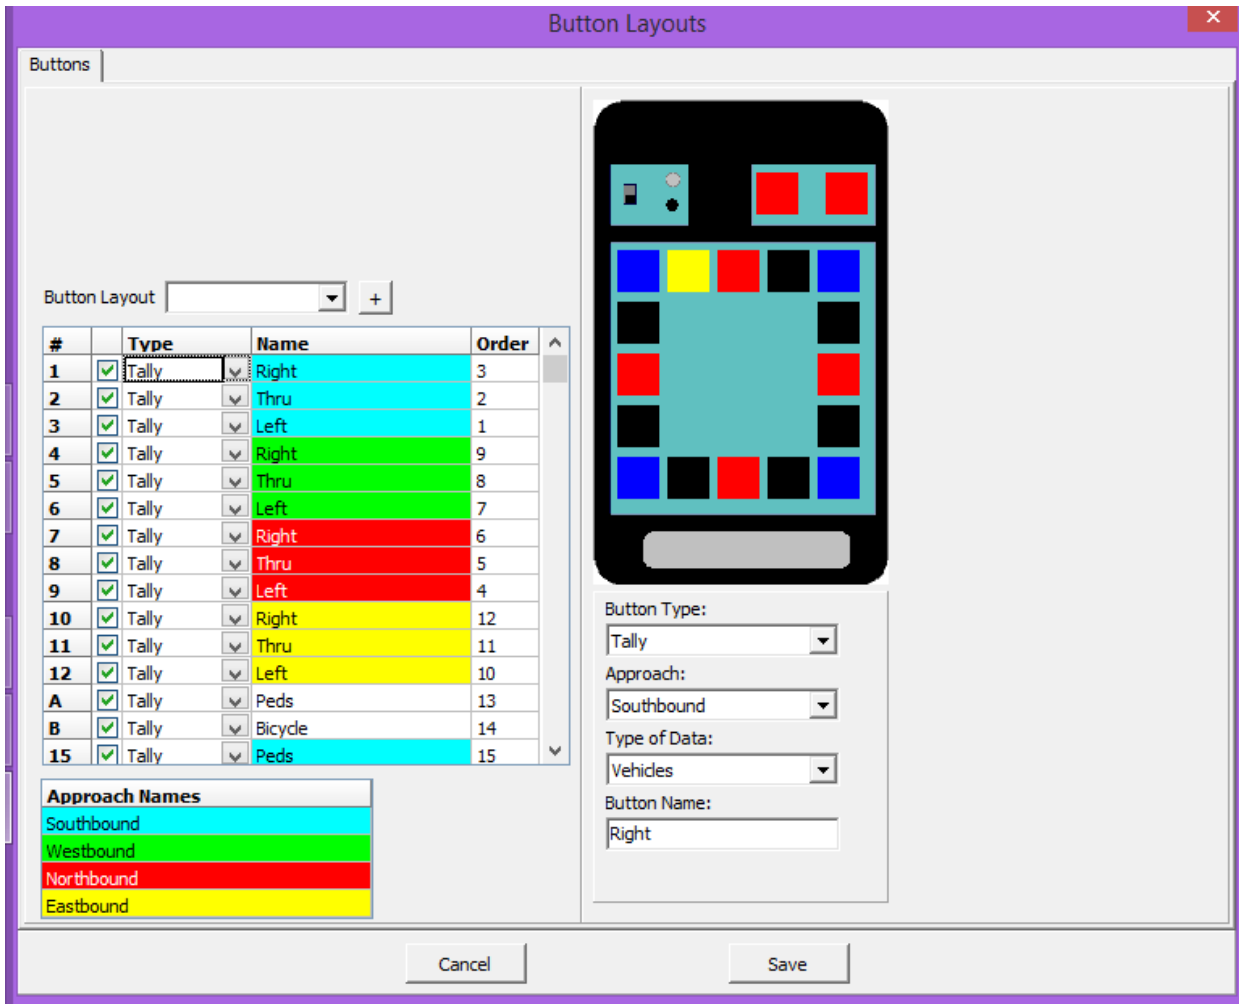 Button Layouts
Buttons
Button Layout +
# Type Name Order
1 Tally Right 3
2 Tally Thru 2
3 Tally Left 1
4 Tally Right 9
5 Tally Thru 8
6 Tally Left 7
7 Tally Right 6
8 Tally Thru 5
9 Tally Left 4
10 Tally Right 12
11 Tally Thru 11
12 Tally Left 10
A Tally Peds 13
B Tally Bicycle 14
15 Tally Peds 15
Approach Names
Southbound
Westbound
Northbound
Eastbound
Button Type:
Tally
Approach:
Southbound
Type of Data:
Vehicles
Button Name:
Right
Cancel Save